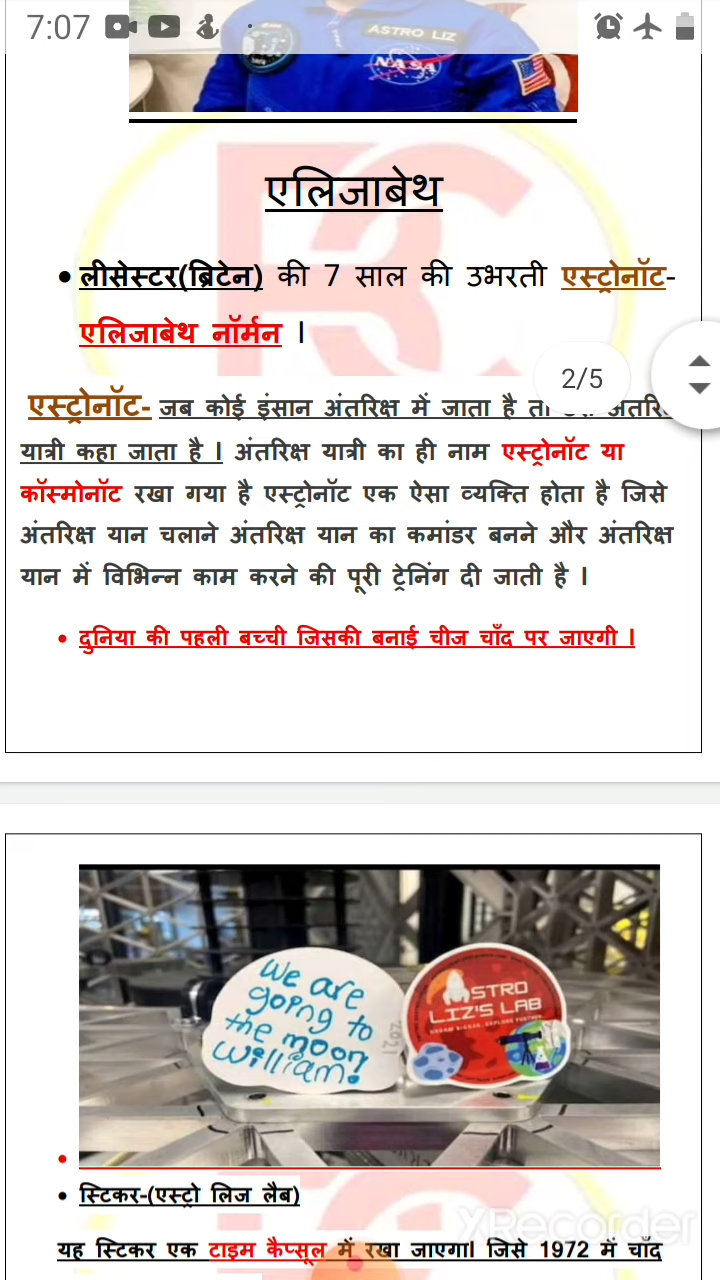 7:07
ASTRO LIZ
NASA
एलिजाबेथ
• लीसेस्टर(ब्रिटेन) की 7 साल की उभरती एस्ट्रोनॉट-
एलिजाबेथ नॉर्मन ।
2/5
एस्ट्रोनॉट- जब कोई इंसान अंतरिक्ष में जाता है
यात्री कहा जाता है । अंतरिक्ष यात्री का ही नाम एस्ट्रोनॉट या
कॉस्मोनॉट रखा गया है एस्ट्रोनॉट एक ऐसा व्यक्ति होता है जिसे
अंतरिक्ष यान चलाने अंतरिक्ष यान का कमांडर बनने और अंतरिक्ष
यान में विभिन्न काम करने की पूरी ट्रेनिंग दी जाती है ।
• दुनिया की पहली बच्ची जिसकी बनाई चीज चाँद पर जाएगी ।
We are
going to
the moon
William!
2021
ASTRO
LIZ'S LAB
• स्टिकर-(एस्ट्रो लिज लैब)
यह स्टिकर एक टाइम कैप्सूल में रखा जाएगा। जिसे 1972 में चाँद
XRecorder